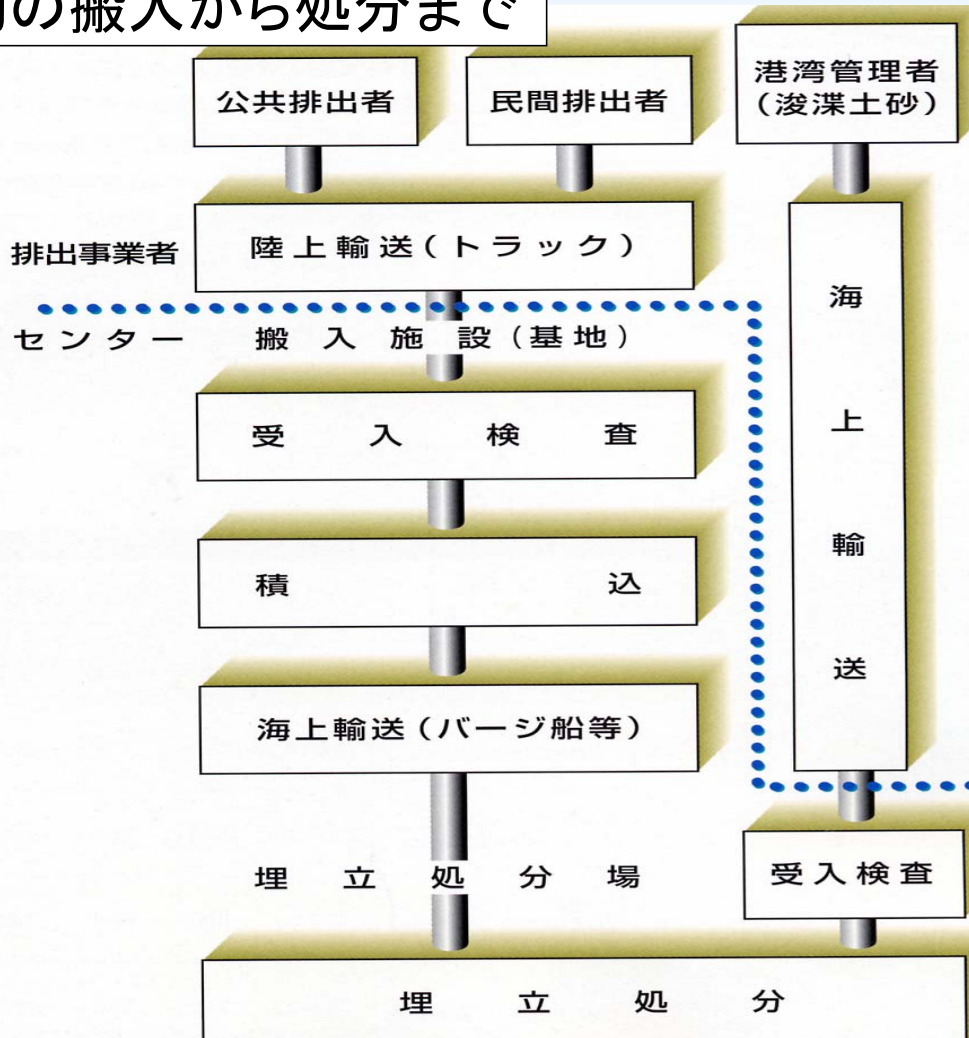 の搬入から処分まで
公共排出者
民間排出者
港湾管理者
(浚渫土砂)
排出事業者
陸上輸送(トラック)
センター
搬入施設(基地)
受入検査
積込
海上輸送(バージ船等)
海上輸送
埋立処分場
受入検査
埋立処分